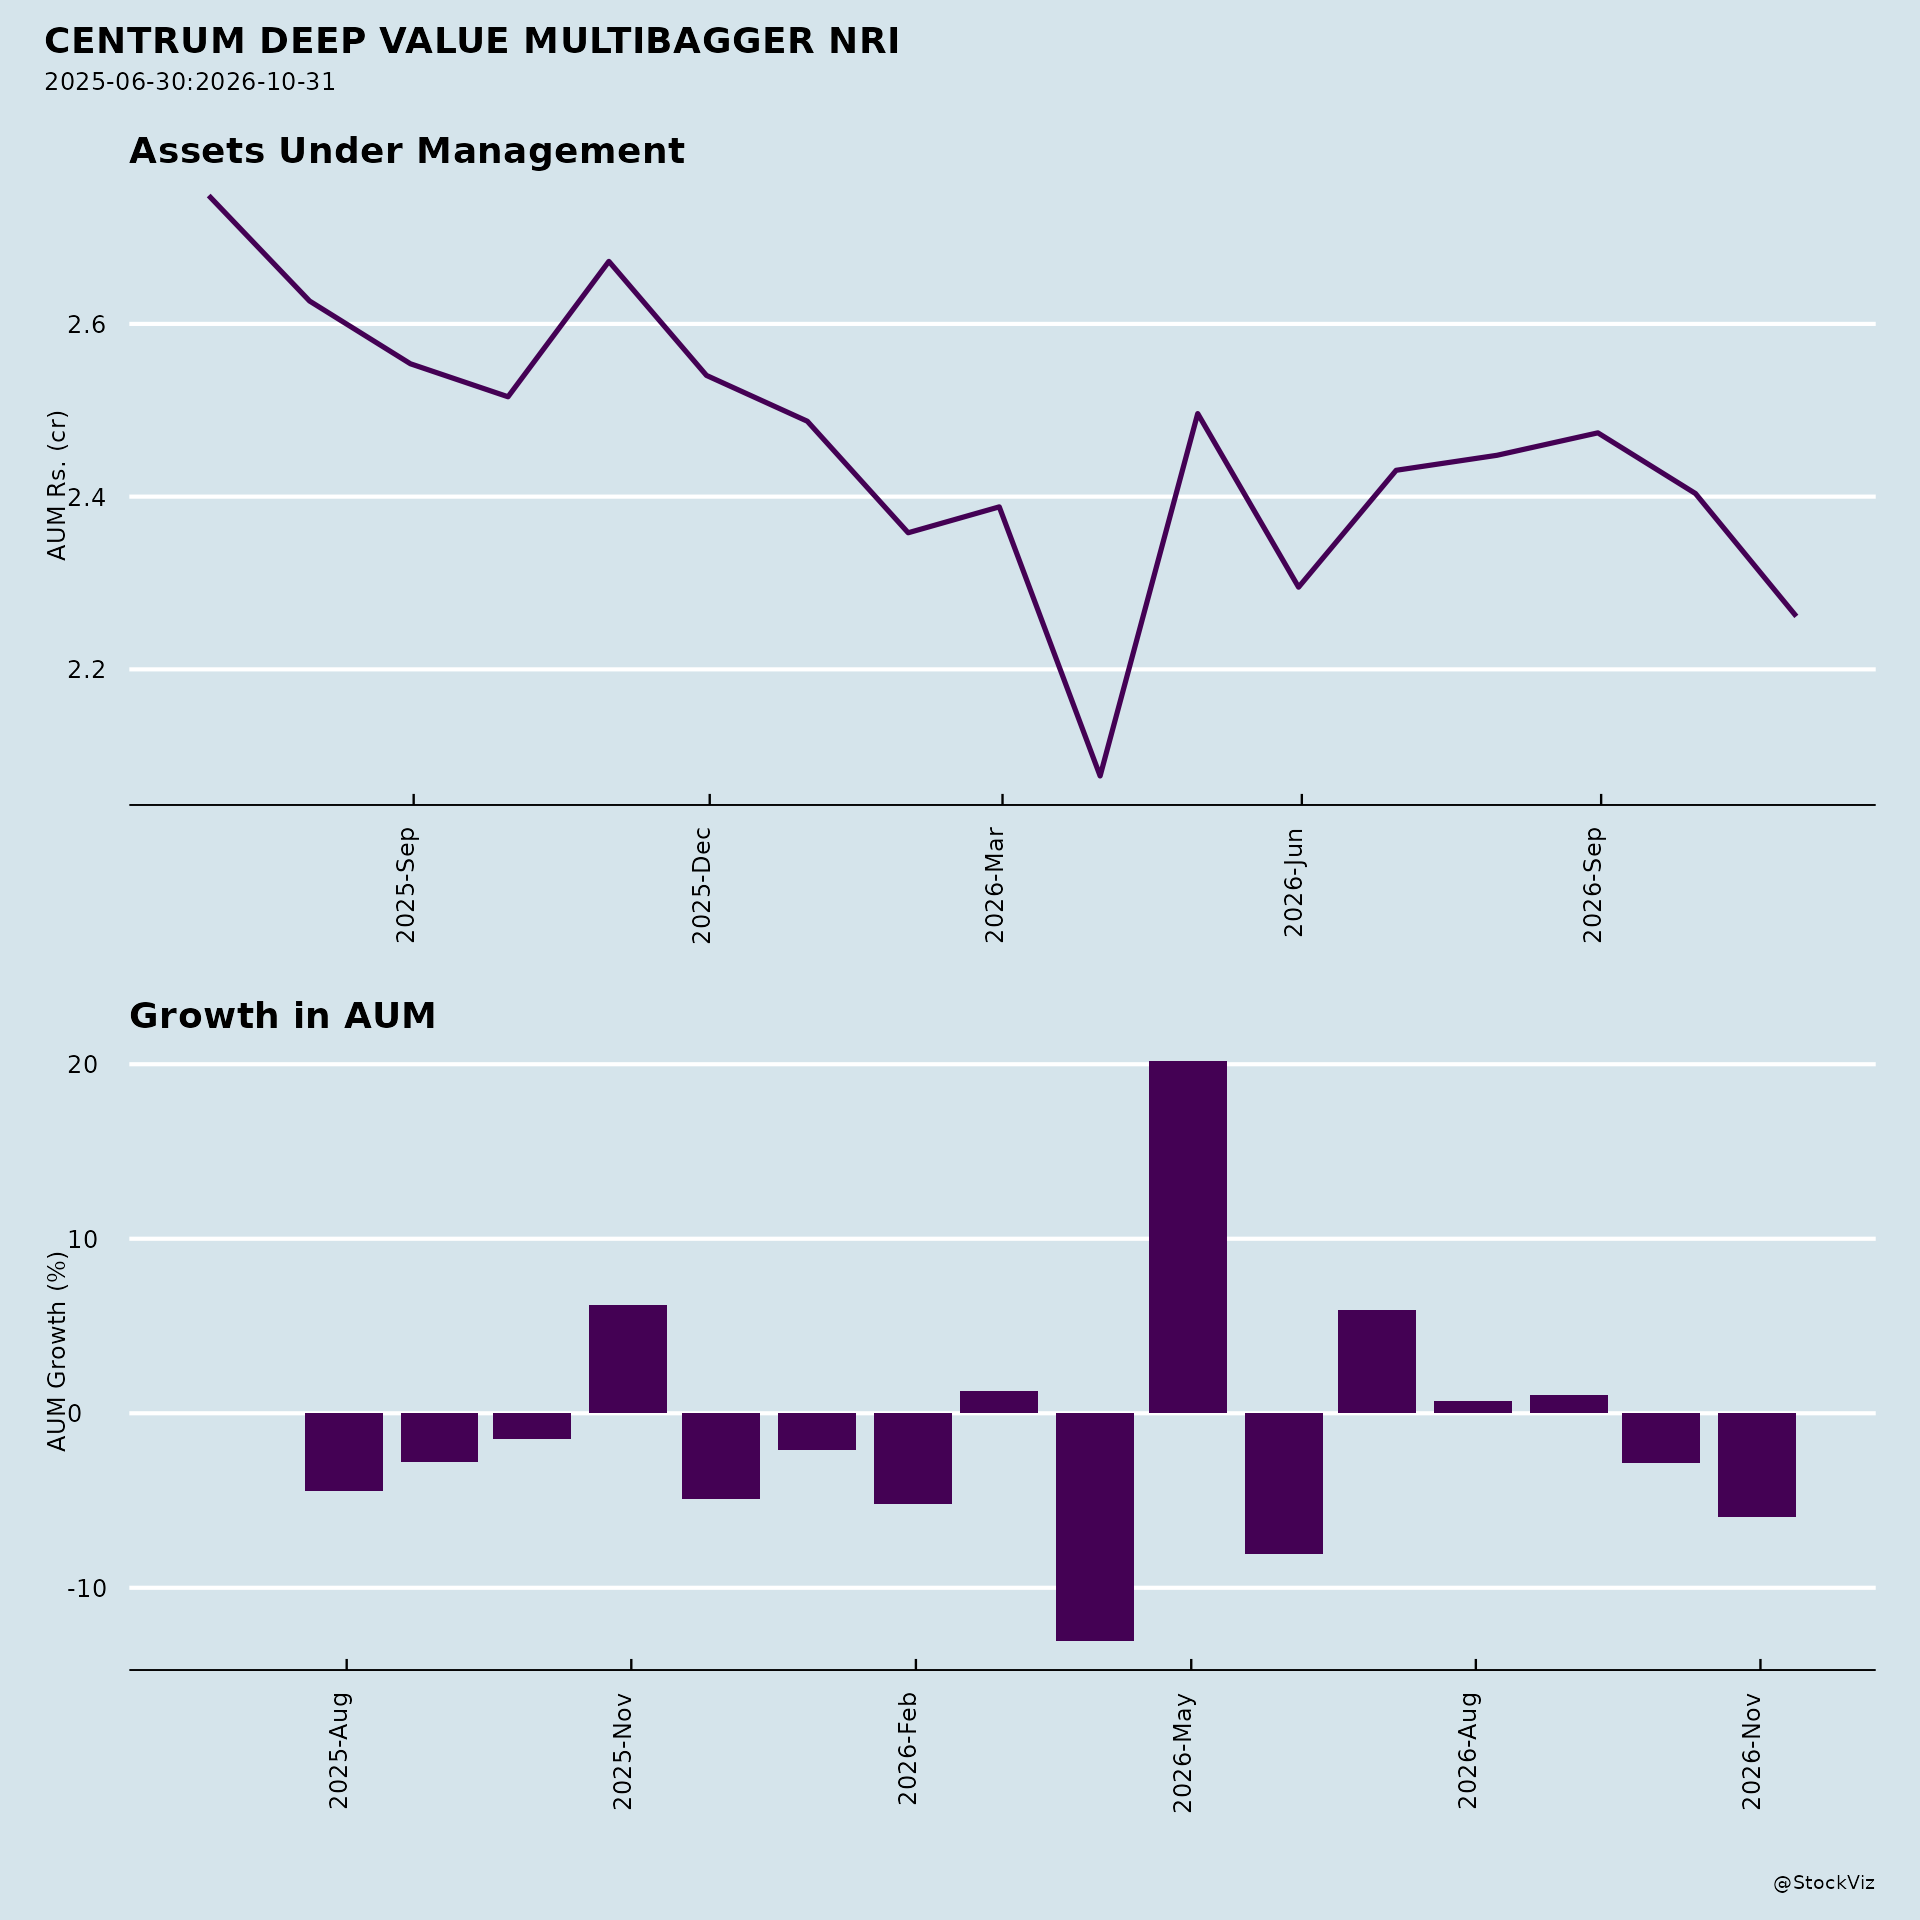 CENTRUM DEEP VALUE MULTIBAGGER NRI
2025-06-30:2026-10-31
Assets Under Management
AUM Rs. (cr)
2.6
2.4
2.2
2025-Sep
2025-Dec
2026-Mar
2026-Jun
2026-Sep
Growth in AUM
AUM Growth (%)
20
10
0
-10
2025-Aug
2025-Nov
2026-Feb
2026-May
2026-Aug
2026-Nov
@StockViz